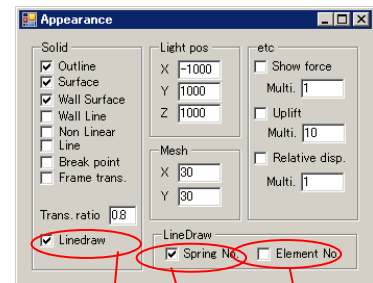 Appearance
Solid
Outline
Surface
Wall Surface
Wall Line
Non Linear
Line
Break point
Frame trans.
Trans. ratio 0.8
Linedraw
Light pos
X -1000
Y 1000
Z 1000
Mesh
X 30
Y 30
etc
Show force
Multi. 1
Uplift
Multi. 10
Relative disp.
Multi. 1
LineDraw
Spring No.
Element No